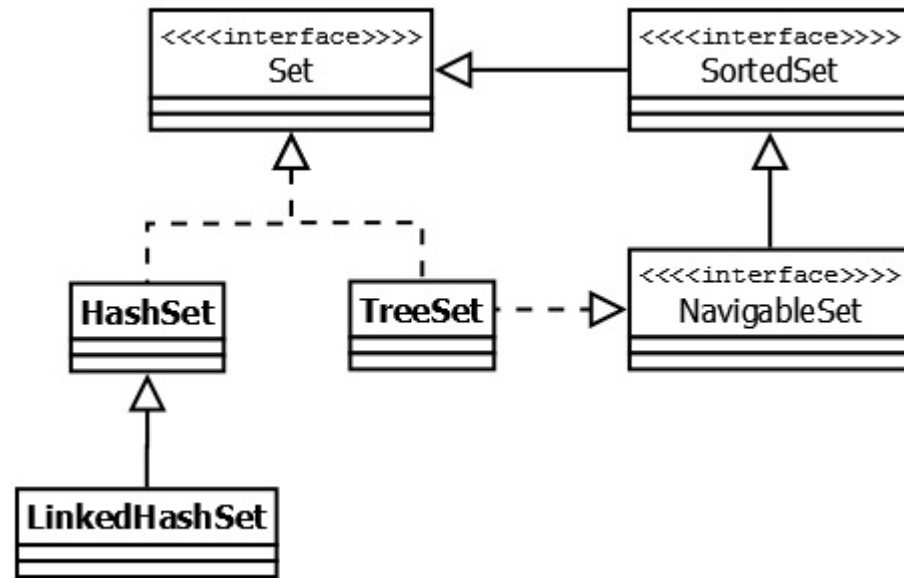 <<<<interface>>>>
Set
<<<<interface>>>>
SortedSet
HashSet
TreeSet
<<<<interface>>>>
NavigableSet
LinkedHashSet